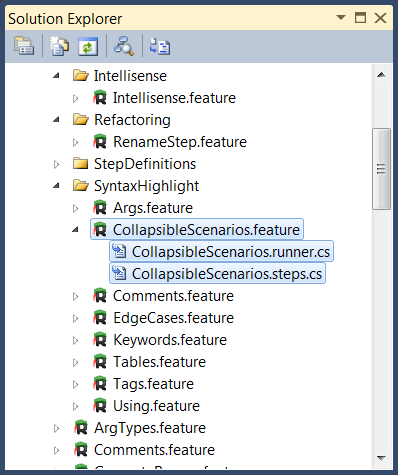 Solution Explorer
Intellisense
Intellisense.feature
Refactoring
RenameStep.feature
StepDefinitions
SyntaxHighlight
Args.feature
CollapsibleScenarios.feature
CollapsibleScenarios.runner.cs
CollapsibleScenarios.steps.cs
Comments.feature
EdgeCases.feature
Keywords.feature
Tables.feature
Tags.feature
Using.feature
ArgTypes.feature
Comments.feature